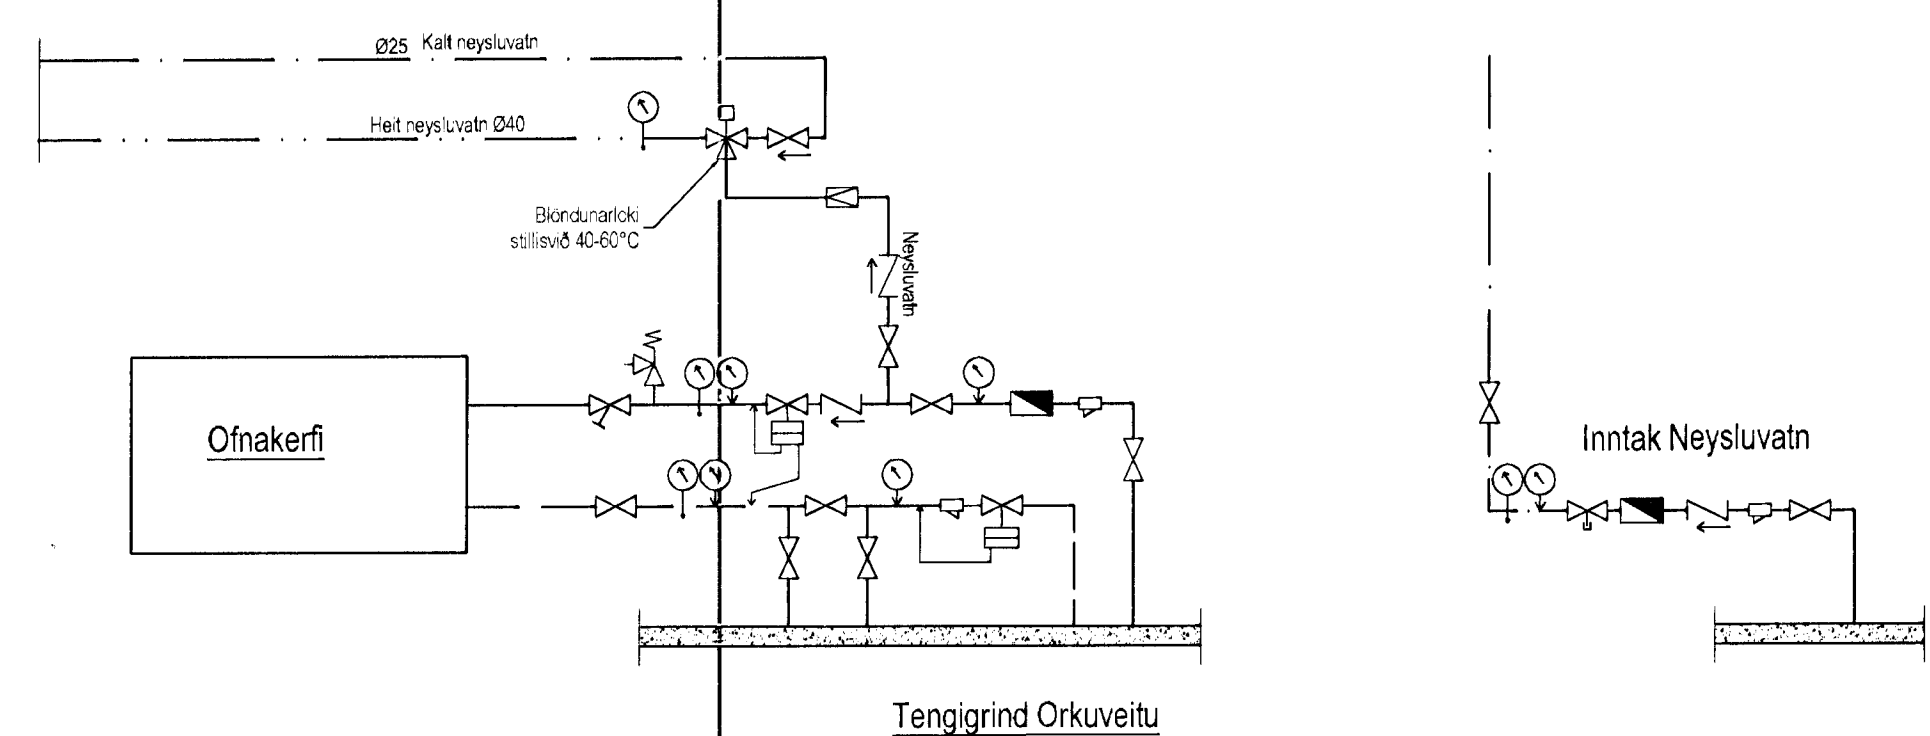 Ø25 Kalt neysluvatn
Heit neysluvatn Ø40
Blöndunarloki
stillisvið 40-60°C
Neysluvatn
Ofnakerfi
Inntak Neysluvatn
Tengigrind Orkuveitu